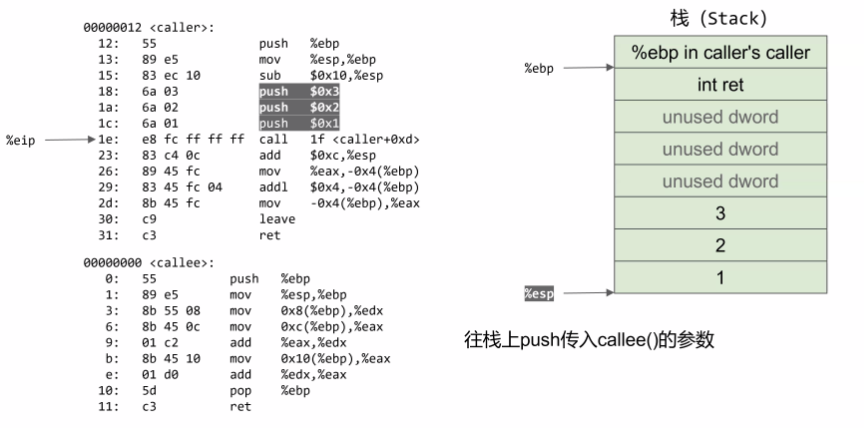 00000012 <caller>:
12: 55 push %ebp
13: 89 e5 mov %esp,%ebp
15: 83 ec 10 sub $0x10,%esp
18: 6a 03 push $0x3
1a: 6a 02 push $0x2
1c: 6a 01 push $0x1
%eip
1e: e8 fc ff ff ff call 1f <caller+0xd>
23: 83 c4 0c add $0xc,%esp
26: 89 45 fc mov %eax,-0x4(%ebp)
29: 83 45 fc 04 addl $0x4,-0x4(%ebp)
2d: 8b 45 fc mov -0x4(%ebp),%eax
30: c9 leave
31: c3 ret
00000000 <callee>:
0: 55 push %ebp
1: 89 e5 mov %esp,%ebp
3: 8b 55 08 mov 0x8(%ebp),%edx
6: 8b 45 0c mov 0xc(%ebp),%eax
9: 01 c2 add %eax,%edx
b: 8b 45 10 mov 0x10(%ebp),%eax
e: 01 d0 add %edx,%eax
10: 5d pop %ebp
11: c3 ret
栈（Stack）
%ebp in caller's caller
%ebp
int ret
unused dword
unused dword
unused dword
3
2
1
%esp
往栈上push传入callee()的参数